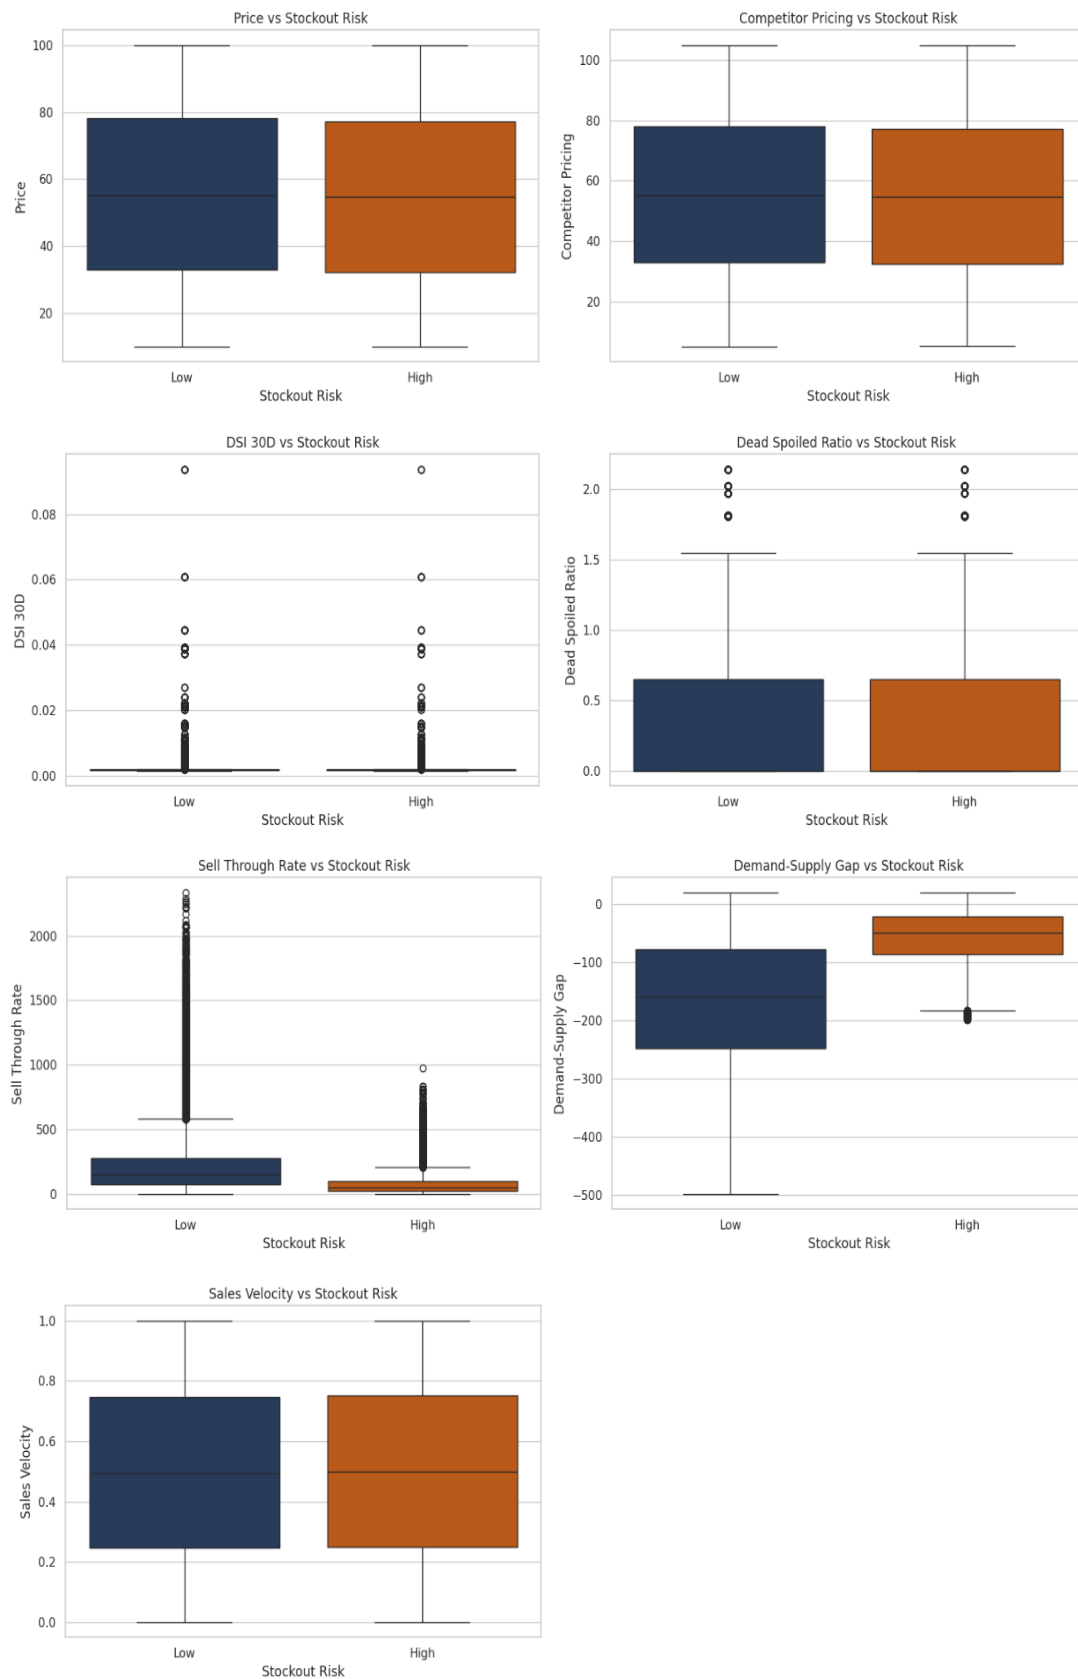 Price vs Stockout Risk
100
80
60
40
20
Price
Low
High
Stockout Risk
Competitor Pricing vs Stockout Risk
100
80
60
40
20
Competitor Pricing
Low
High
Stockout Risk
DSI 30D vs Stockout Risk
0.08
0.06
0.04
0.02
0.00
DSI 30D
Low
High
Stockout Risk
Dead Spoiled Ratio vs Stockout Risk
2.0
1.5
1.0
0.5
0.0
Dead Spoiled Ratio
Low
High
Stockout Risk
Sell Through Rate vs Stockout Risk
2000
1500
1000
500
0
Sell Through Rate
Low
High
Stockout Risk
Demand-Supply Gap vs Stockout Risk
0
−100
−200
−300
−400
−500
Demand-Supply Gap
Low
High
Stockout Risk
Sales Velocity vs Stockout Risk
1.0
0.8
0.6
0.4
0.2
0.0
Sales Velocity
Low
High
Stockout Risk